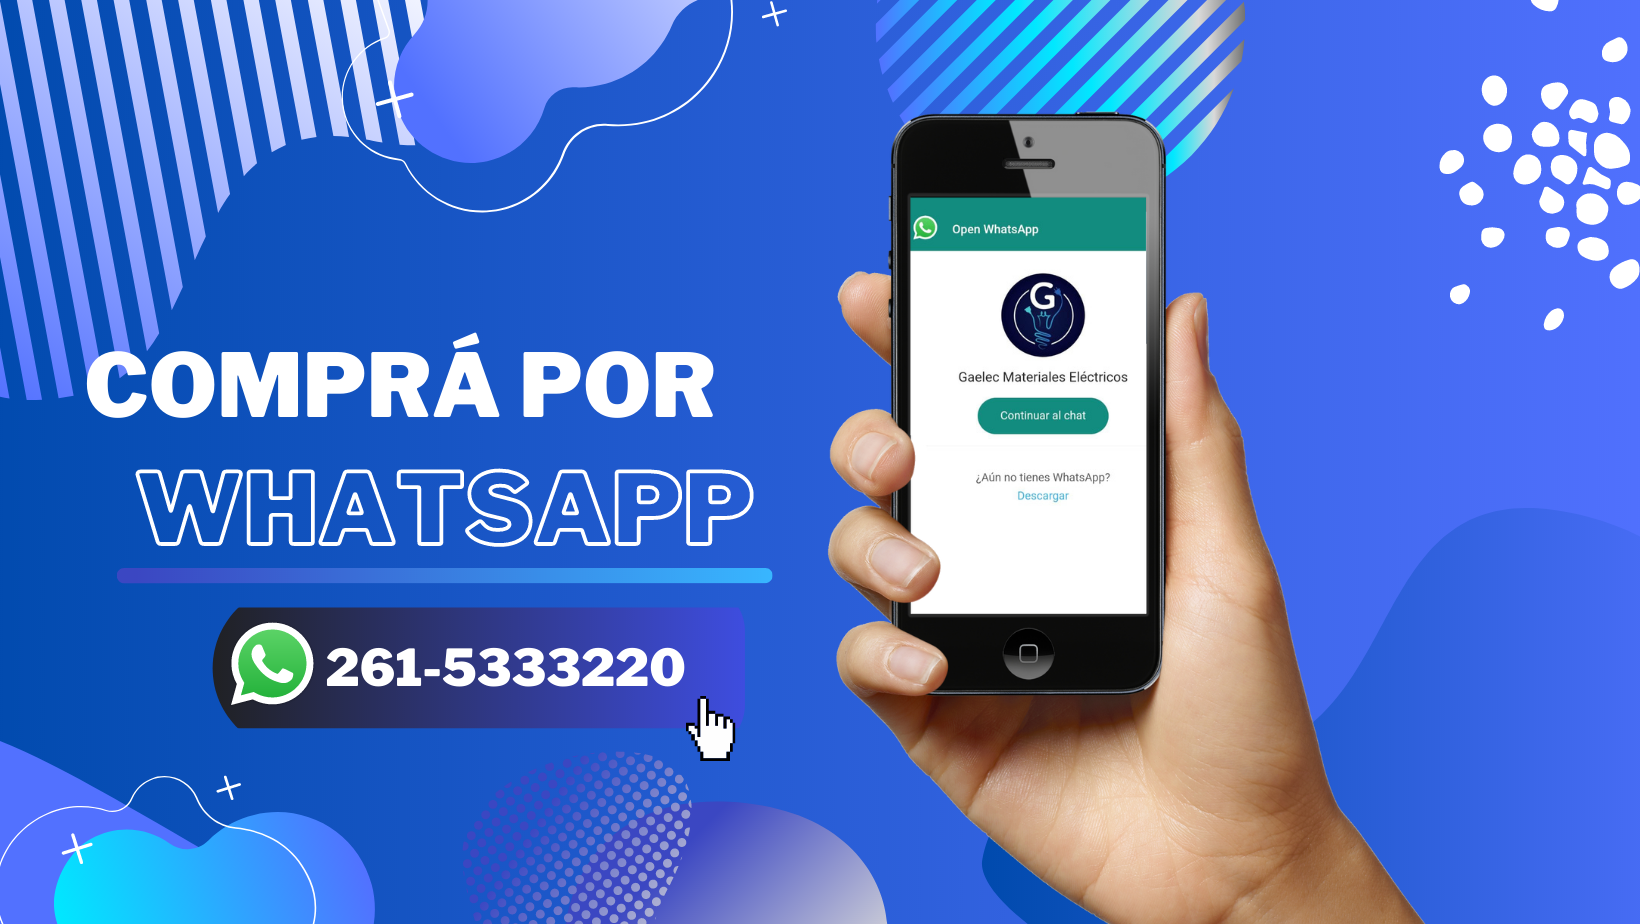 COMPRÁ POR
WHATSAPP
261-5333220
Open WhatsApp
G
Gaelec Materiales Eléctricos
Continuar al chat
¿Aún no tienes WhatsApp?
Descargar